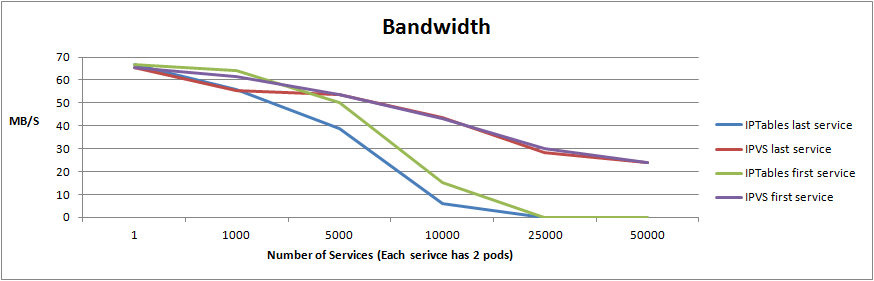 Bandwidth
70
60
50
40
30
20
10
0
MB/S
1 1000 5000 10000 25000 50000
Number of Services (Each serivce has 2 pods)
IPTables last service
IPVS last service
IPTables first service
IPVS first service